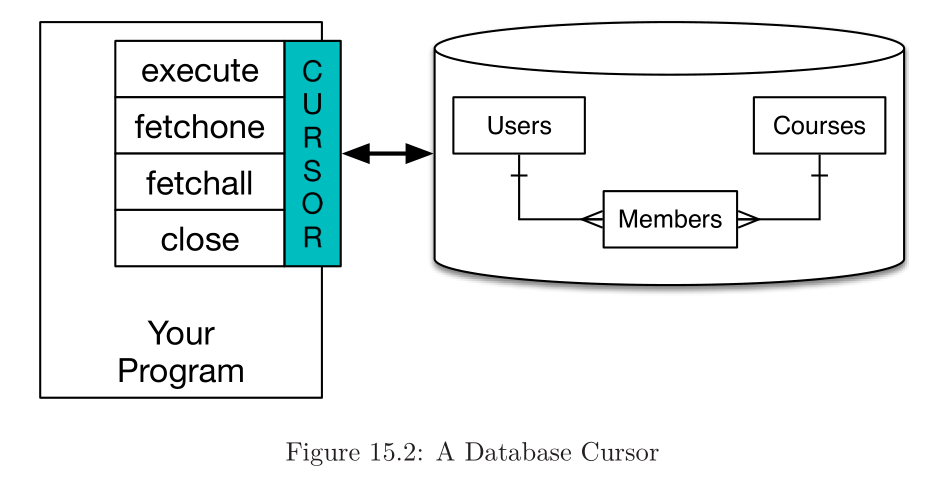 execute
fetchone
fetchall
close
C
U
R
S
O
R
Your
Program
Users
Courses
Members
Figure 15.2: A Database Cursor